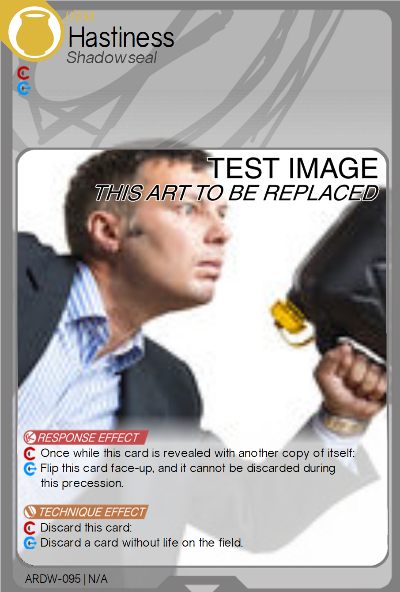 Hastiness
Shadowseal
TEST IMAGE
THIS ART TO BE REPLACED
RESPONSE EFFECT
Once while this card is revealed with another copy of itself:
Flip this card face-up, and it cannot be discarded during
this precession.
TECHNIQUE EFFECT
Discard this card:
Discard a card without life on the field.
ARDW-095 | N/A